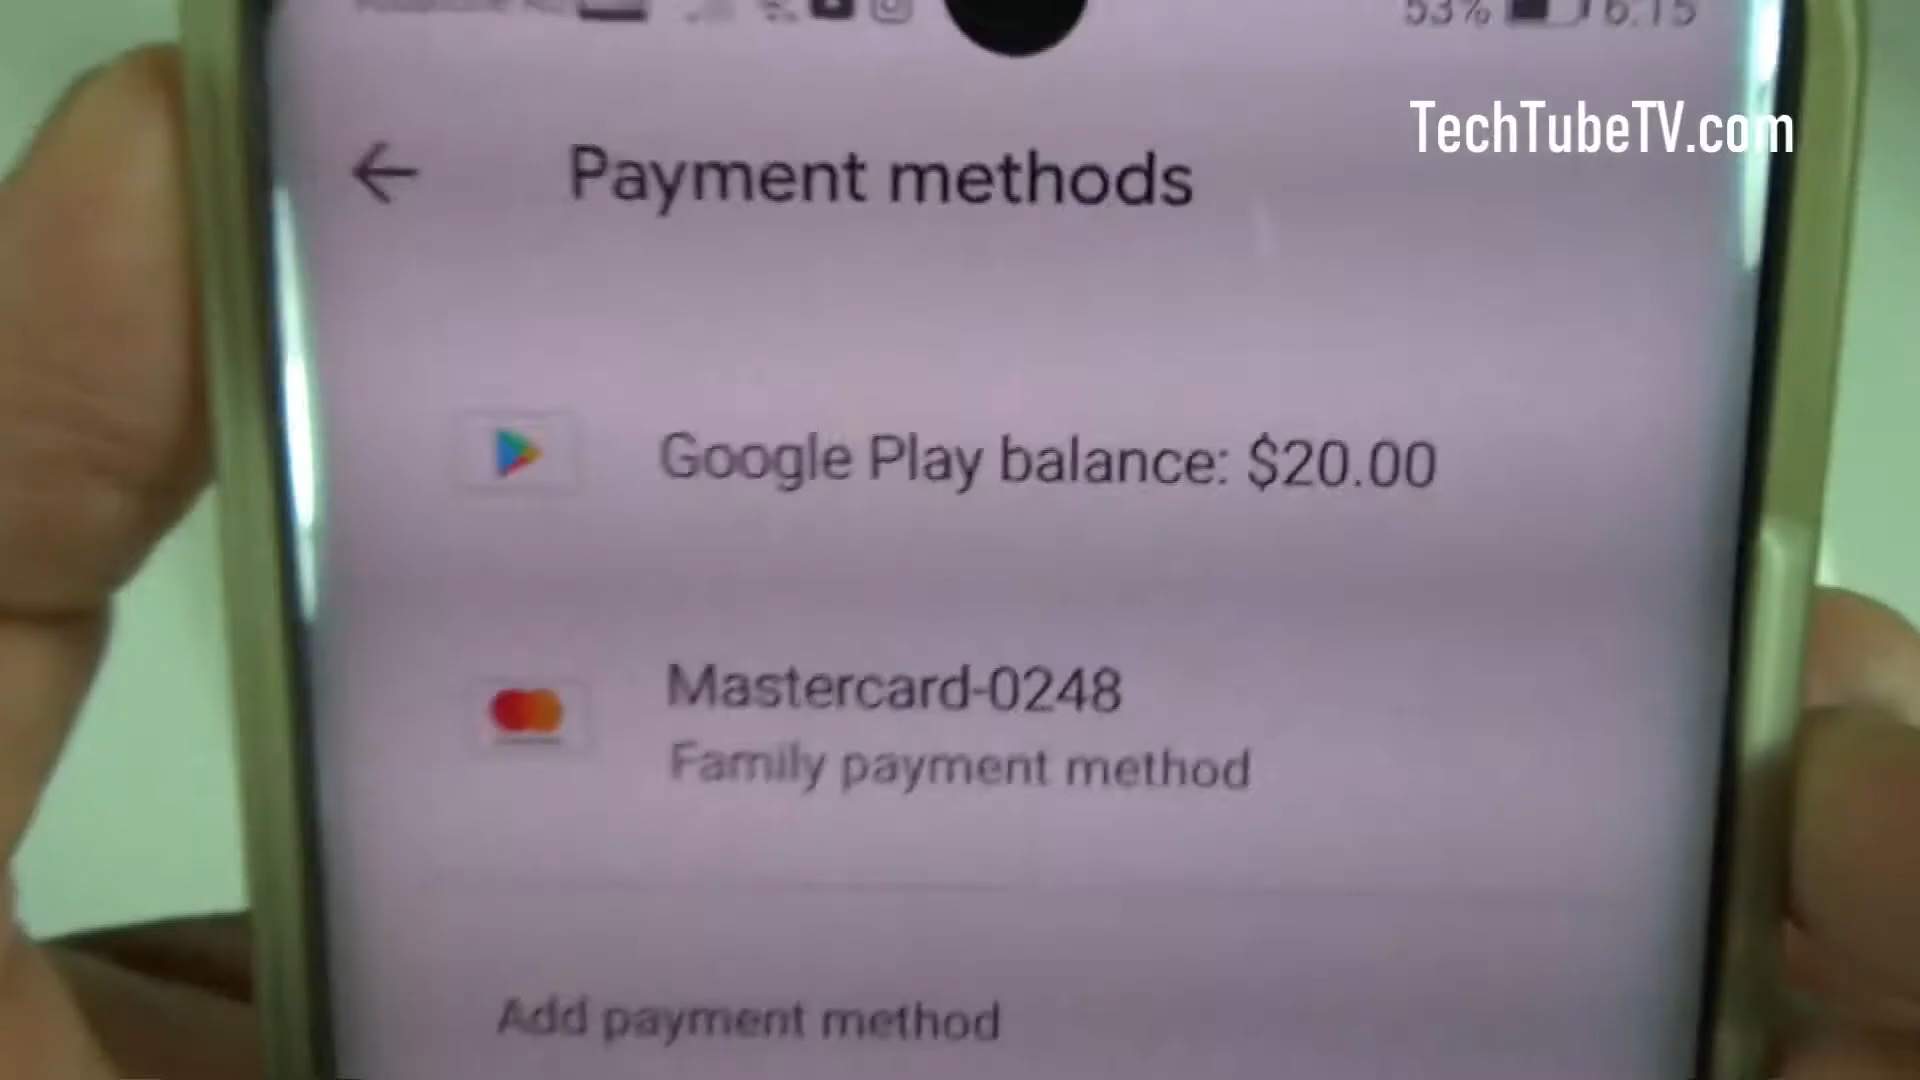 53% 6:15
TechTubeTV.com
Payment methods
Google Play balance: $20.00
Mastercard-0248
Family payment method
Add payment method